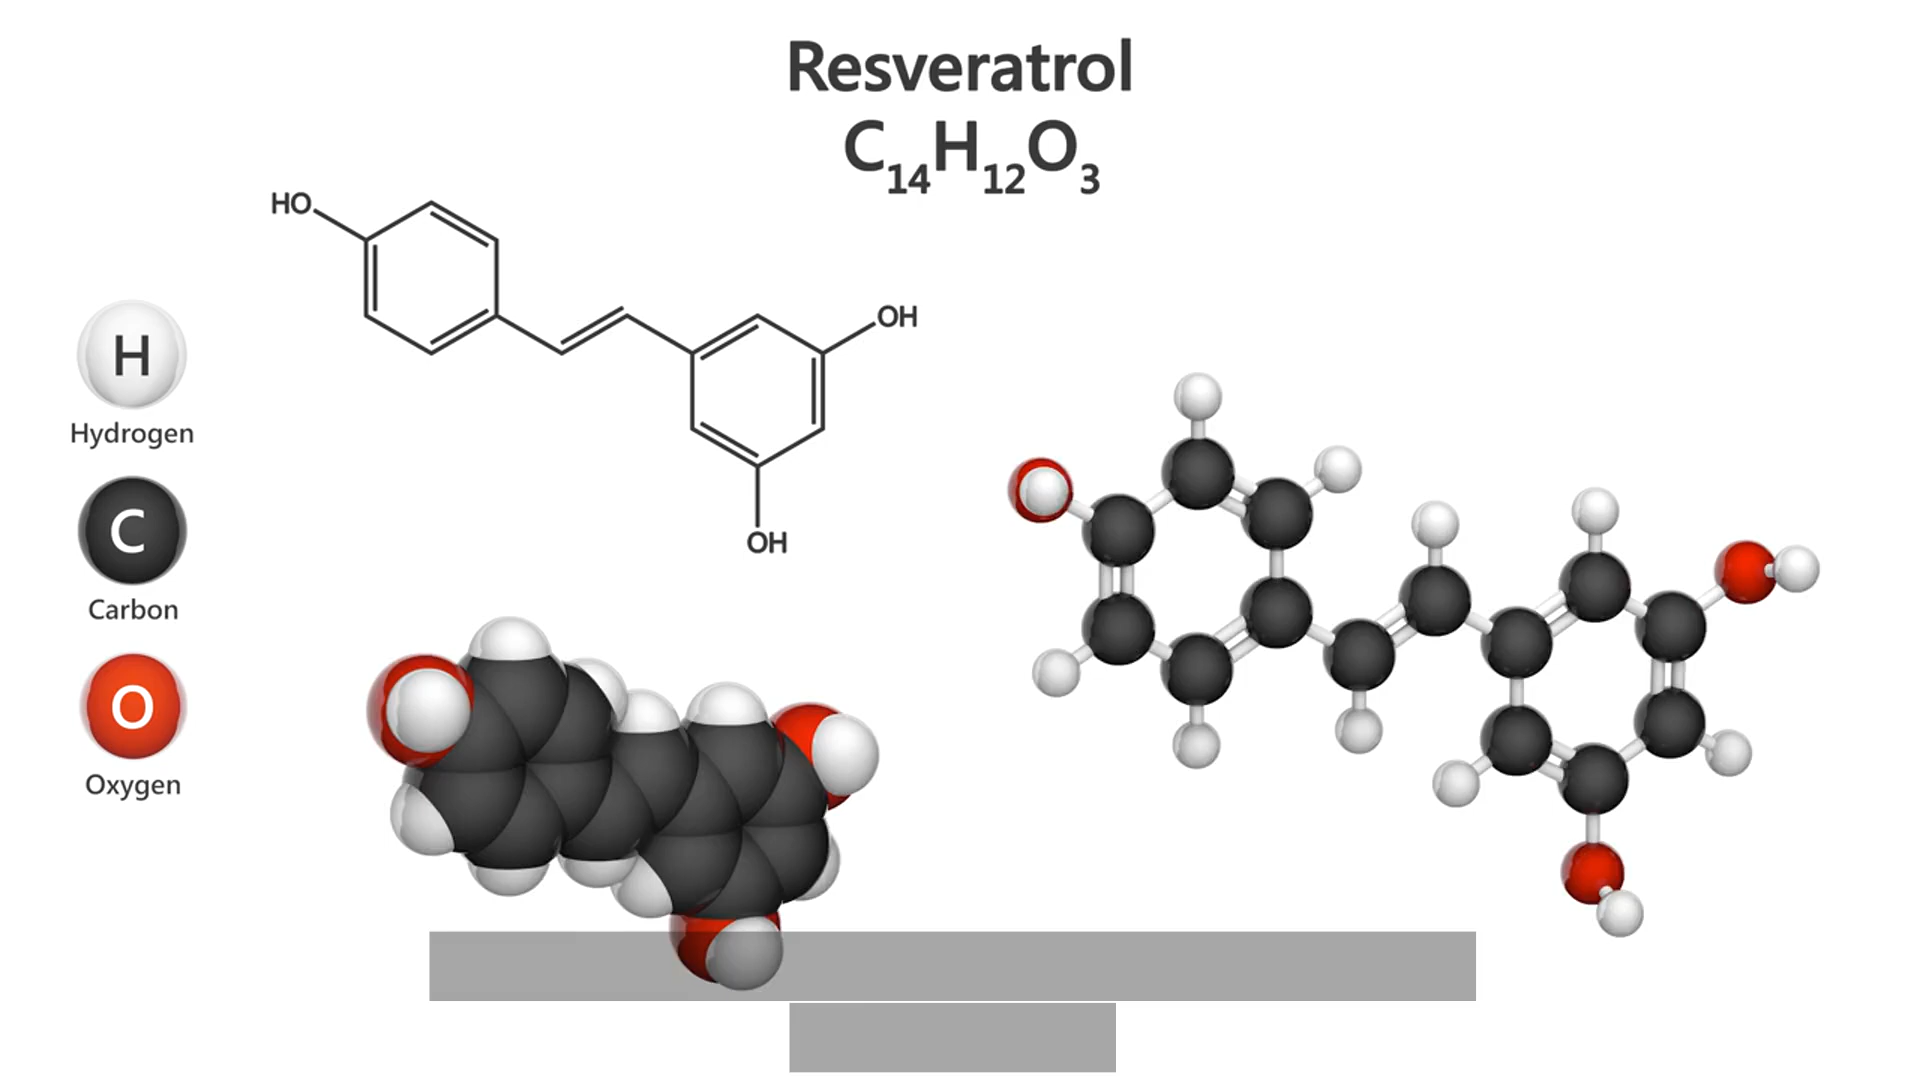 Resveratrol
C₁₄H₁₂O₃
HO
OH
OH
H
Hydrogen
C
Carbon
O
Oxygen